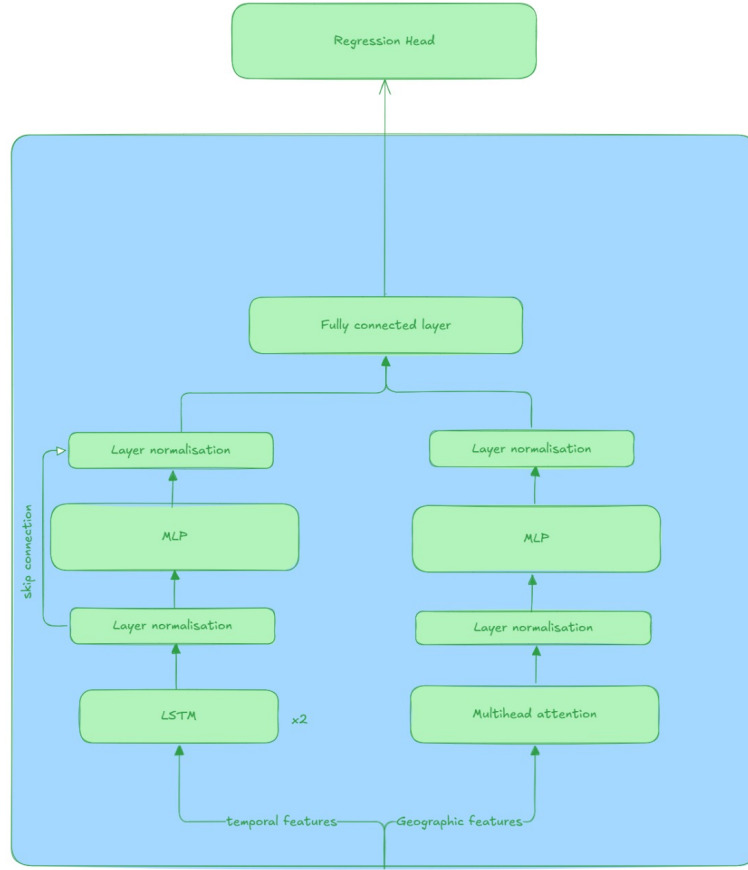 Regression Head
Fully connected layer
Layer normalisation
Layer normalisation
MLP
MLP
skip connection
Layer normalisation
Layer normalisation
LSTM
x2
Multihead attention
temporal features
Geographic features